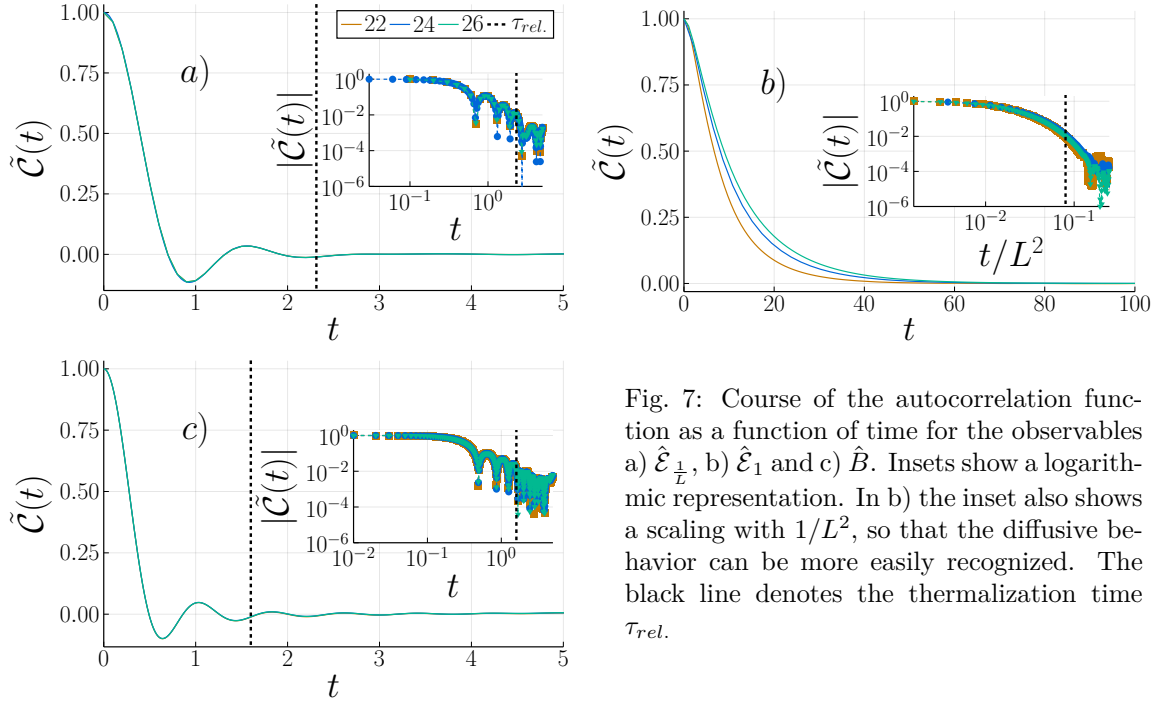 22 24 26 τ_{rel.}
a)
1.00
0.75
0.50
0.25
0.00
C̃(t)
0 1 2 3 4 5
t
|C̃(t)|
10^0
10^{-2}
10^{-4}
10^{-6}
10^{-1} 10^0
t
b)
1.00
0.75
0.50
0.25
0.00
C̃(t)
0 20 40 60 80 100
t
|C̃(t)|
10^0
10^{-2}
10^{-4}
10^{-6}
10^{-2} 10^{-1}
t/L^2
c)
1.00
0.75
0.50
0.25
0.00
C̃(t)
0 1 2 3 4 5
t
|C̃(t)|
10^0
10^{-2}
10^{-4}
10^{-6}
10^{-2} 10^{-1} 10^0
t
Fig. 7: Course of the autocorrelation func-
tion as a function of time for the observables
a) Ê_{1/L}, b) Ê_1 and c) B̂. Insets show a logarith-
mic representation. In b) the inset also shows
a scaling with 1/L^2, so that the diffusive be-
havior can be more easily recognized. The
black line denotes the thermalization time
τ_{rel.}